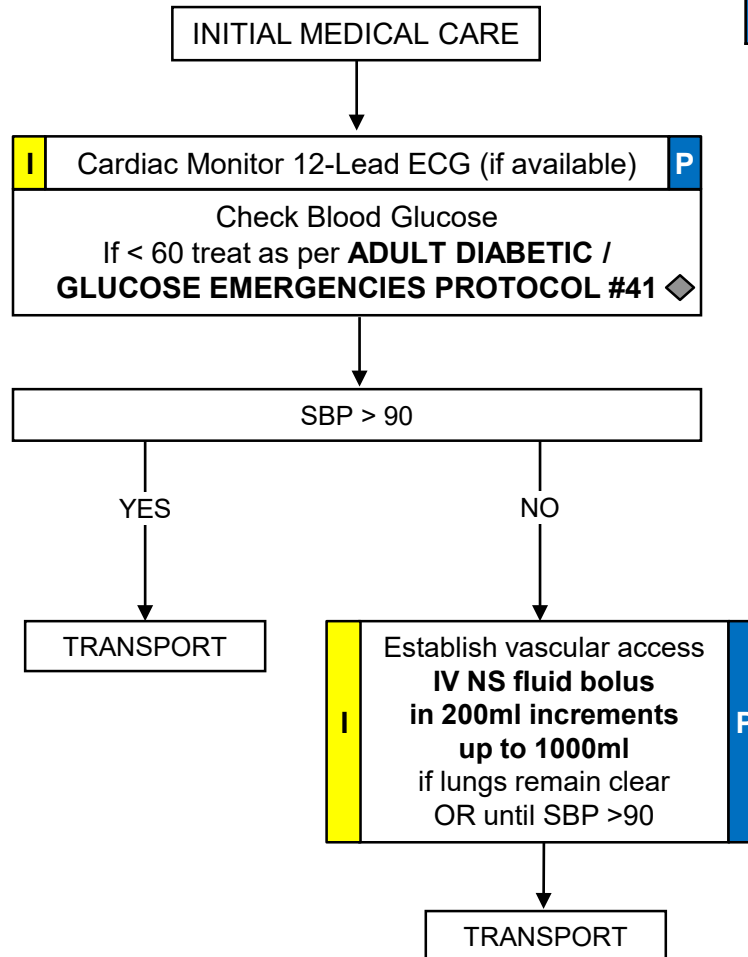 INITIAL MEDICAL CARE
I Cardiac Monitor 12-Lead ECG (if available) P
Check Blood Glucose
If < 60 treat as per ADULT DIABETIC /
GLUCOSE EMERGENCIES PROTOCOL #41
SBP > 90
YES
NO
TRANSPORT
Establish vascular access
IV NS fluid bolus
in 200ml increments
I
P
up to 1000ml
if lungs remain clear
OR until SBP >90
TRANSPORT